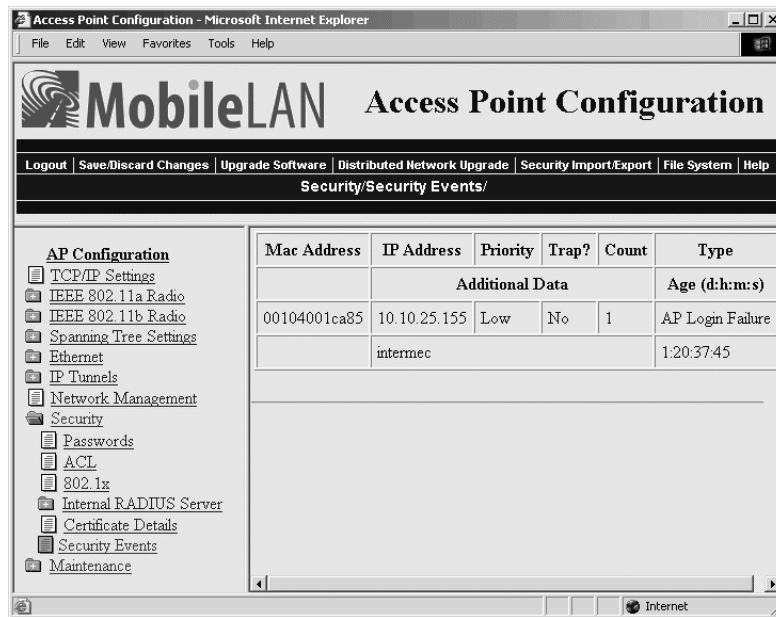 Access Point Configuration - Microsoft Internet Explorer
File Edit View Favorites Tools Help
MobileLAN Access Point Configuration
Logout | Save/Discard Changes | Upgrade Software | Distributed Network Upgrade | Security Import/Export | File System | Help
Security/Security Events/
AP Configuration
TCP/IP Settings
IEEE 802.11a Radio
IEEE 802.11b Radio
Spanning Tree Settings
Ethernet
IP Tunnels
Network Management
Security
Passwords
ACL
802.1x
Internal RADIUS Server
Certificate Details
Security Events
Maintenance
Mac Address IP Address Priority Trap? Count Type
Additional Data Age (d:h:m:s)
00104001ca85 10.10.25.155 Low No 1 AP Login Failure
intermec 1:20:37:45
Internet